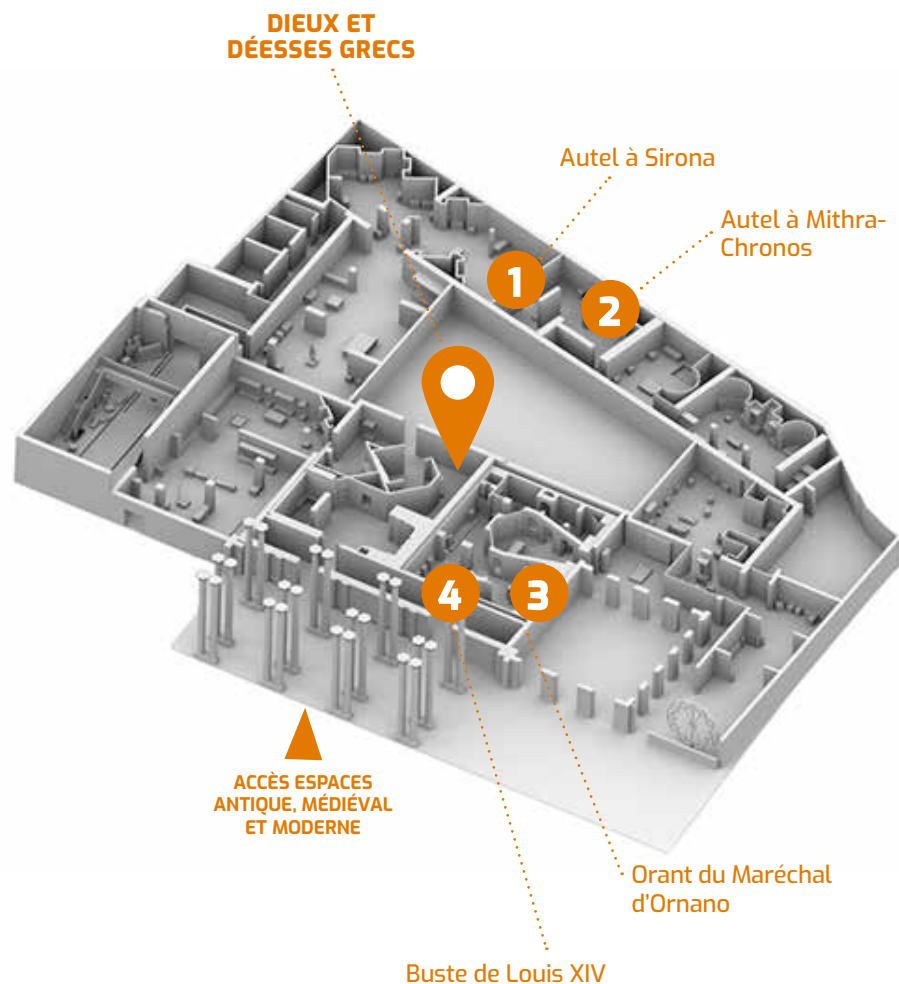 DIEUX ET
DÉESSES GRECS
Autel à Sirona
Autel à Mithra-
Chronos
1
2
4
3
ACCÈS ESPACES
ANTIQUE, MÉDIÉVAL
ET MODERNE
Orant du Maréchal
d'Ornano
Buste de Louis XIV